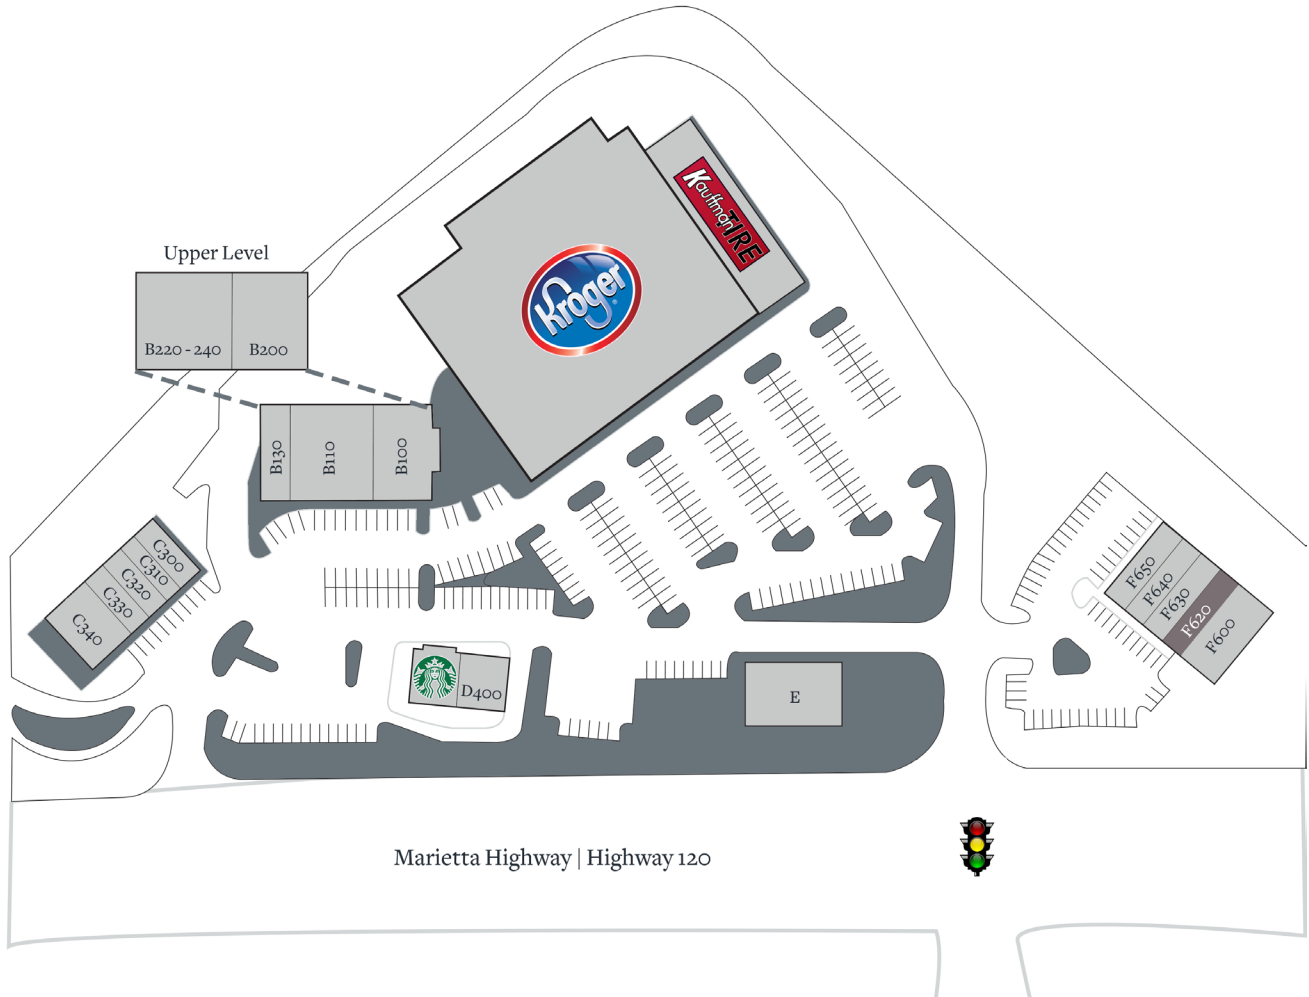 Kauffman TIRE
Kroger
Upper Level
B220 - 240
B200
B130
B110
B100
C300
C310
C320
C330
C340
D400
E
F650
F640
F630
F620
F600
Marietta Highway | Highway 120